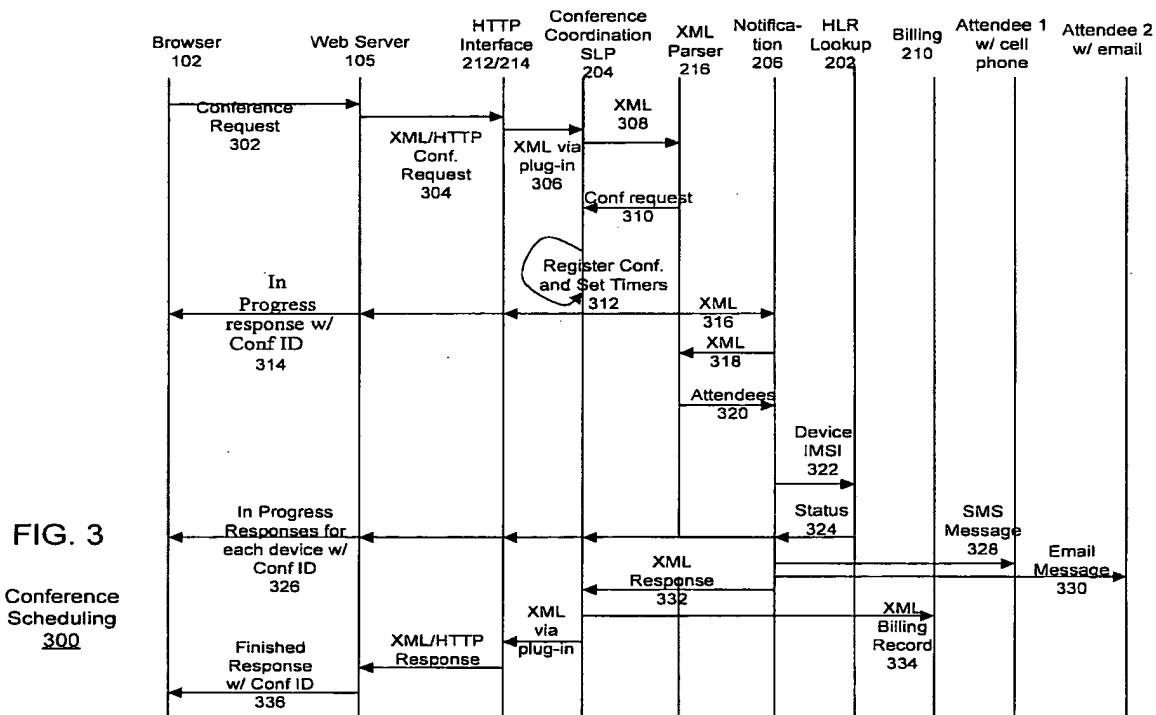 Browser
102
Web Server
105
HTTP
Interface
212/214
Conference
Coordination
SLP
204
XML
Parser
216
Notifica-
tion
206
HLR
Lookup
202
Billing
210
Attendee 1
w/ cell
phone
Attendee 2
w/ email
Conference
Request
302
XML/HTTP
Conf.
Request
304
XML via
plug-in
306
XML
308
Conf request
310
Register Conf.
and Set Timers
312
In
Progress
response w/
Conf ID
314
XML
316
XML
318
Attendees
320
Device
IMSI
322
Status
324
In Progress
Responses for
each device w/
Conf ID
326
SMS
Message
328
Email
Message
330
XML
Response
332
XML
Billing
Record
334
XML
via
plug-in
XML/HTTP
Response
Finished
Response
w/ Conf ID
336
FIG. 3
Conference
Scheduling
300